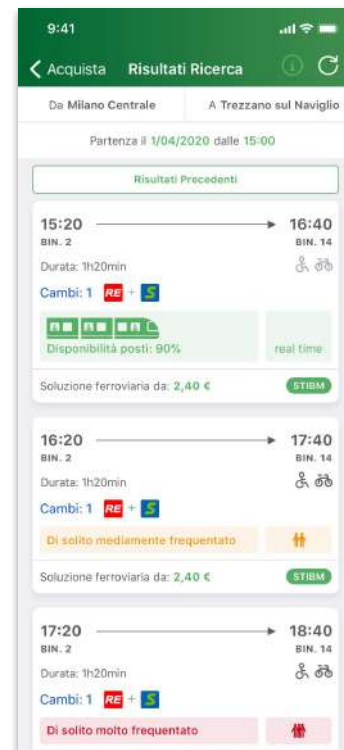 9:41
Acquista Risultati Ricerca
Da Milano Centrale A Trezzano sul Naviglio
Partenza il 1/04/2020 dalle 15:00
Risultati Precedenti
15:20 16:40
BIN. 2 BIN. 14
Durata: 1h20min
Cambi: 1 RE + S
Disponibilità posti: 90% real time
Soluzione ferroviaria da: 2,40 € STIBM
16:20 17:40
BIN. 2 BIN. 14
Durata: 1h20min
Cambi: 1 RE + S
Di solito mediamente frequentato
Soluzione ferroviaria da: 2,40 € STIBM
17:20 18:40
BIN. 2 BIN. 14
Durata: 1h20min
Cambi: 1 RE + S
Di solito molto frequentato